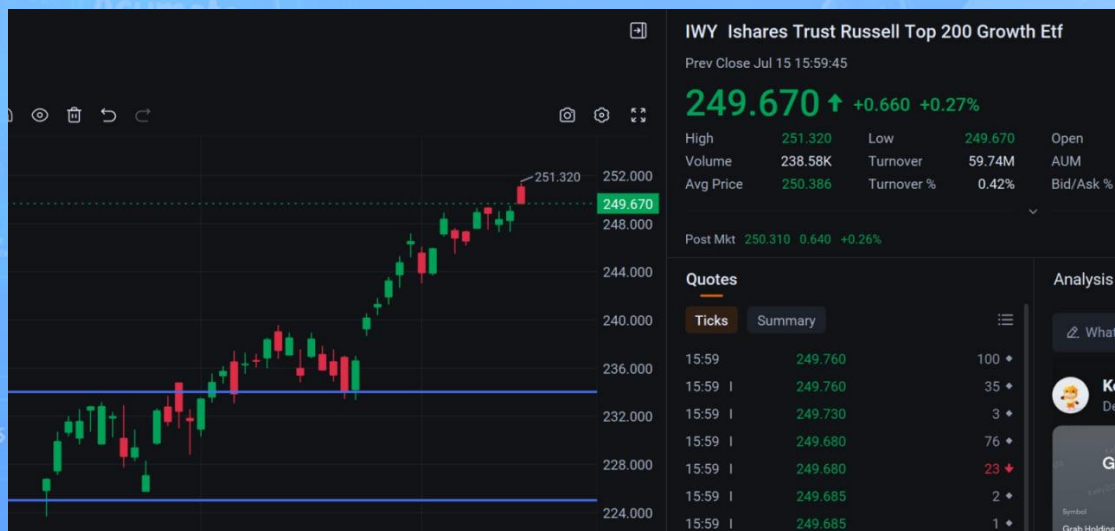 IWY Ishares Trust Russell Top 200 Growth Etf
Prev Close Jul 15 15:59:45
249.670 +0.660 +0.27%
High 251.320 Low 249.670 Open
Volume 238.58K Turnover 59.74M AUM
Avg Price 250.386 Turnover % 0.42% Bid/Ask %
Post Mkt 250.310 0.640 +0.26%
251.320
252.000
249.670
248.000
244.000
240.000
236.000
232.000
228.000
224.000
Quotes
Ticks Summary
15:59 249.760 100
15:59 I 249.760 35
15:59 I 249.730 3
15:59 I 249.680 76
15:59 I 249.680 23
15:59 I 249.685 2
15:59 I 249.685 1
Analysis
Symbol